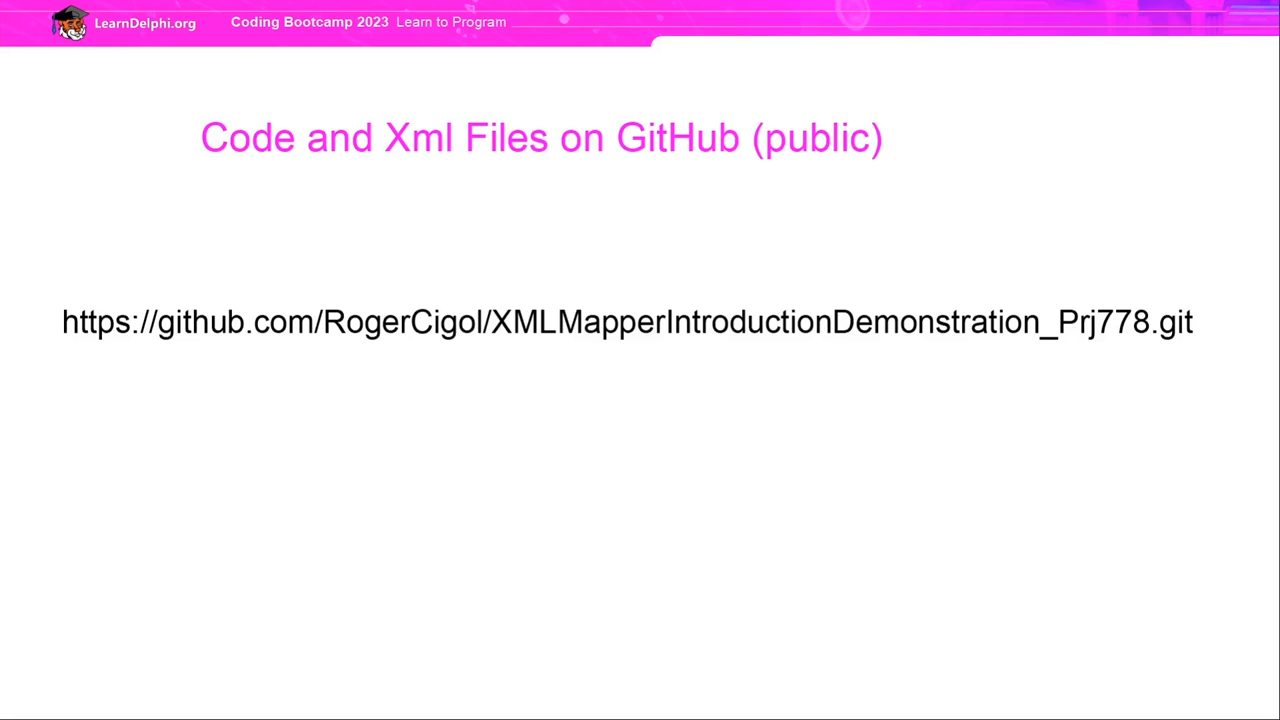 LearnDelphi.org Coding Bootcamp 2023 Learn to Program
Code and Xml Files on GitHub (public)
https://github.com/RogerCigol/XMLMapperIntroductionDemonstration_Prj778.git